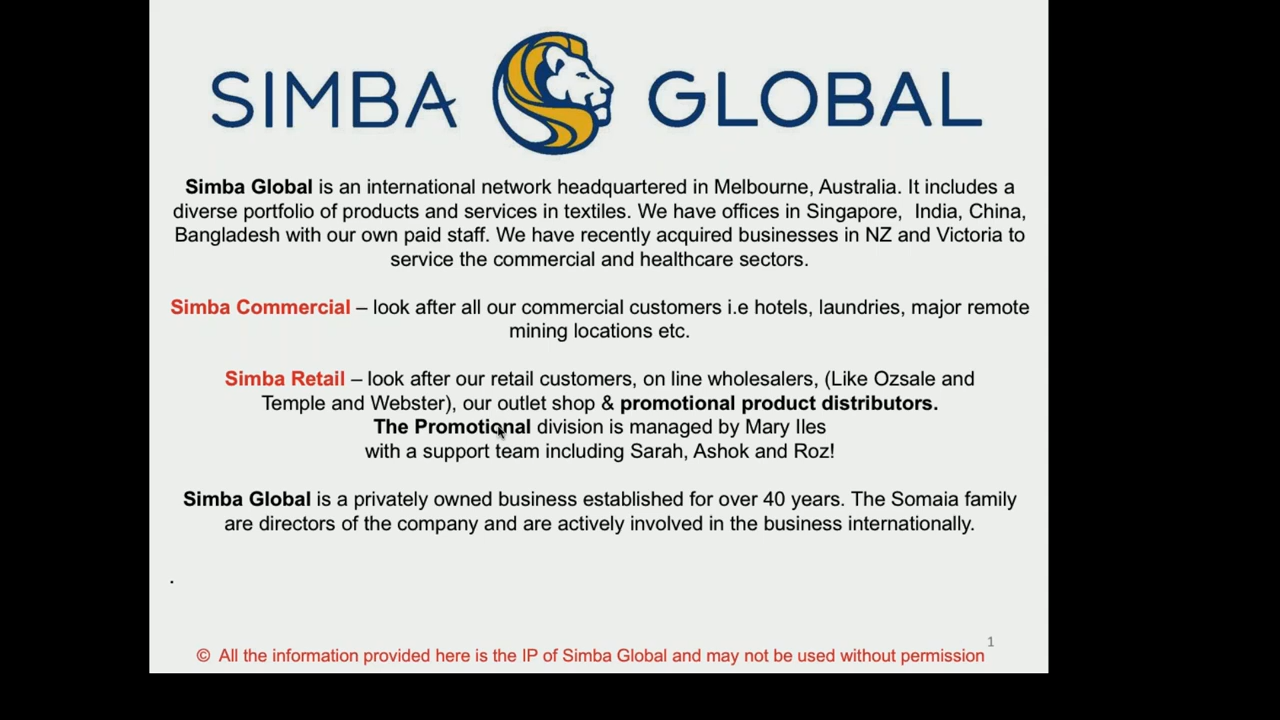 SIMBA GLOBAL
Simba Global is an international network headquartered in Melbourne, Australia. It includes a
diverse portfolio of products and services in textiles. We have offices in Singapore,  India, China,
Bangladesh with our own paid staff. We have recently acquired businesses in NZ and Victoria to
service the commercial and healthcare sectors.
Simba Commercial – look after all our commercial customers i.e hotels, laundries, major remote
mining locations etc.
Simba Retail – look after our retail customers, on line wholesalers, (Like Ozsale and
Temple and Webster), our outlet shop & promotional product distributors.
The Promotional division is managed by Mary Iles
with a support team including Sarah, Ashok and Roz!
Simba Global is a privately owned business established for over 40 years. The Somaia family
are directors of the company and are actively involved in the business internationally.
.
1
© All the information provided here is the IP of Simba Global and may not be used without permission